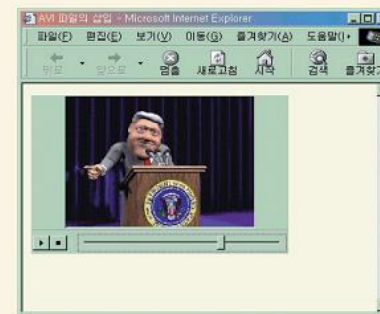 AVI 파일의 삽입 - Microsoft Internet Explorer
파일(F) 편집(E) 보기(V) 이동(G) 즐겨찾기(A) 도움말(
뒤로 앞으로 멈춤 새로고침 시작 검색 즐겨찾기